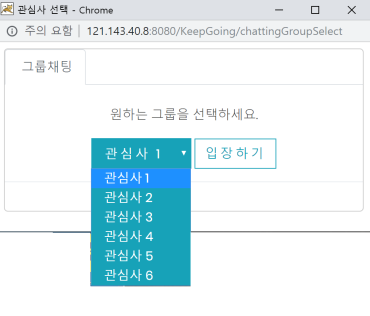 관심사 선택 - Chrome
주의 요함 | 121.143.40.8:8080/KeepGoing/chattingGroupSelect
그룹채팅
원하는 그룹을 선택하세요.
관심사 1 입장하기
관심사 1
관심사 2
관심사 3
관심사 4
관심사 5
관심사 6